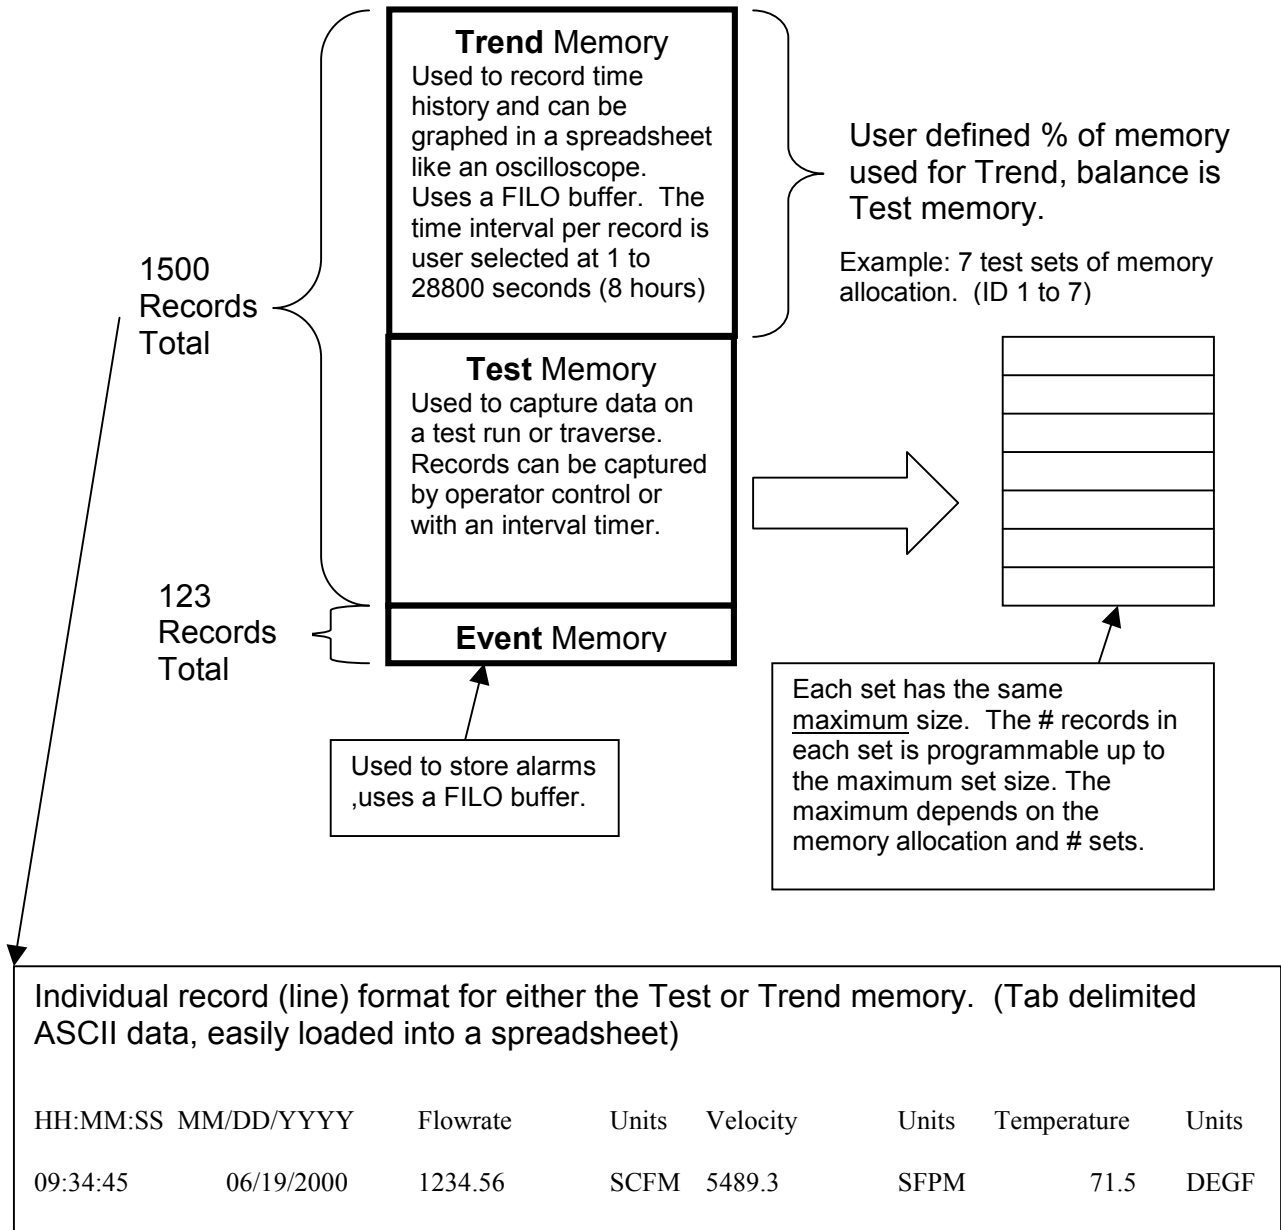 Trend Memory
Used to record time
history and can be
graphed in a spreadsheet
like an oscilloscope.
Uses a FILO buffer. The
time interval per record is
user selected at 1 to
28800 seconds (8 hours)
User defined % of memory
used for Trend, balance is
Test memory.
Example: 7 test sets of memory
allocation. (ID 1 to 7)
1500
Records
Total
Test Memory
Used to capture data on
a test run or traverse.
Records can be captured
by operator control or
with an interval timer.
123
Records
Total
Event Memory
Used to store alarms
,uses a FILO buffer.
Each set has the same
maximum size. The # records in
each set is programmable up to
the maximum set size. The
maximum depends on the
memory allocation and # sets.
Individual record (line) format for either the Test or Trend memory. (Tab delimited
ASCII data, easily loaded into a spreadsheet)
HH:MM:SS MM/DD/YYYY Flowrate Units Velocity Units Temperature Units
09:34:45 06/19/2000 1234.56 SCFM 5489.3 SFPM 71.5 DEGF